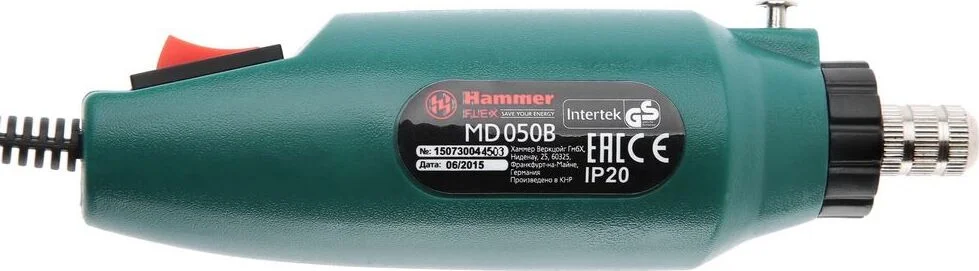 Hammer
FLEX SAVE YOUR ENERGY
MD050B
№: 150730044503
Дата: 06/2015
Intertek GS
Хаммер Веркцойг ГмбХ,
Ниденау, 25, 60325,
Франкфурт-на-Майне,
Германия
Произведено в КНР
EAC CE
IP20